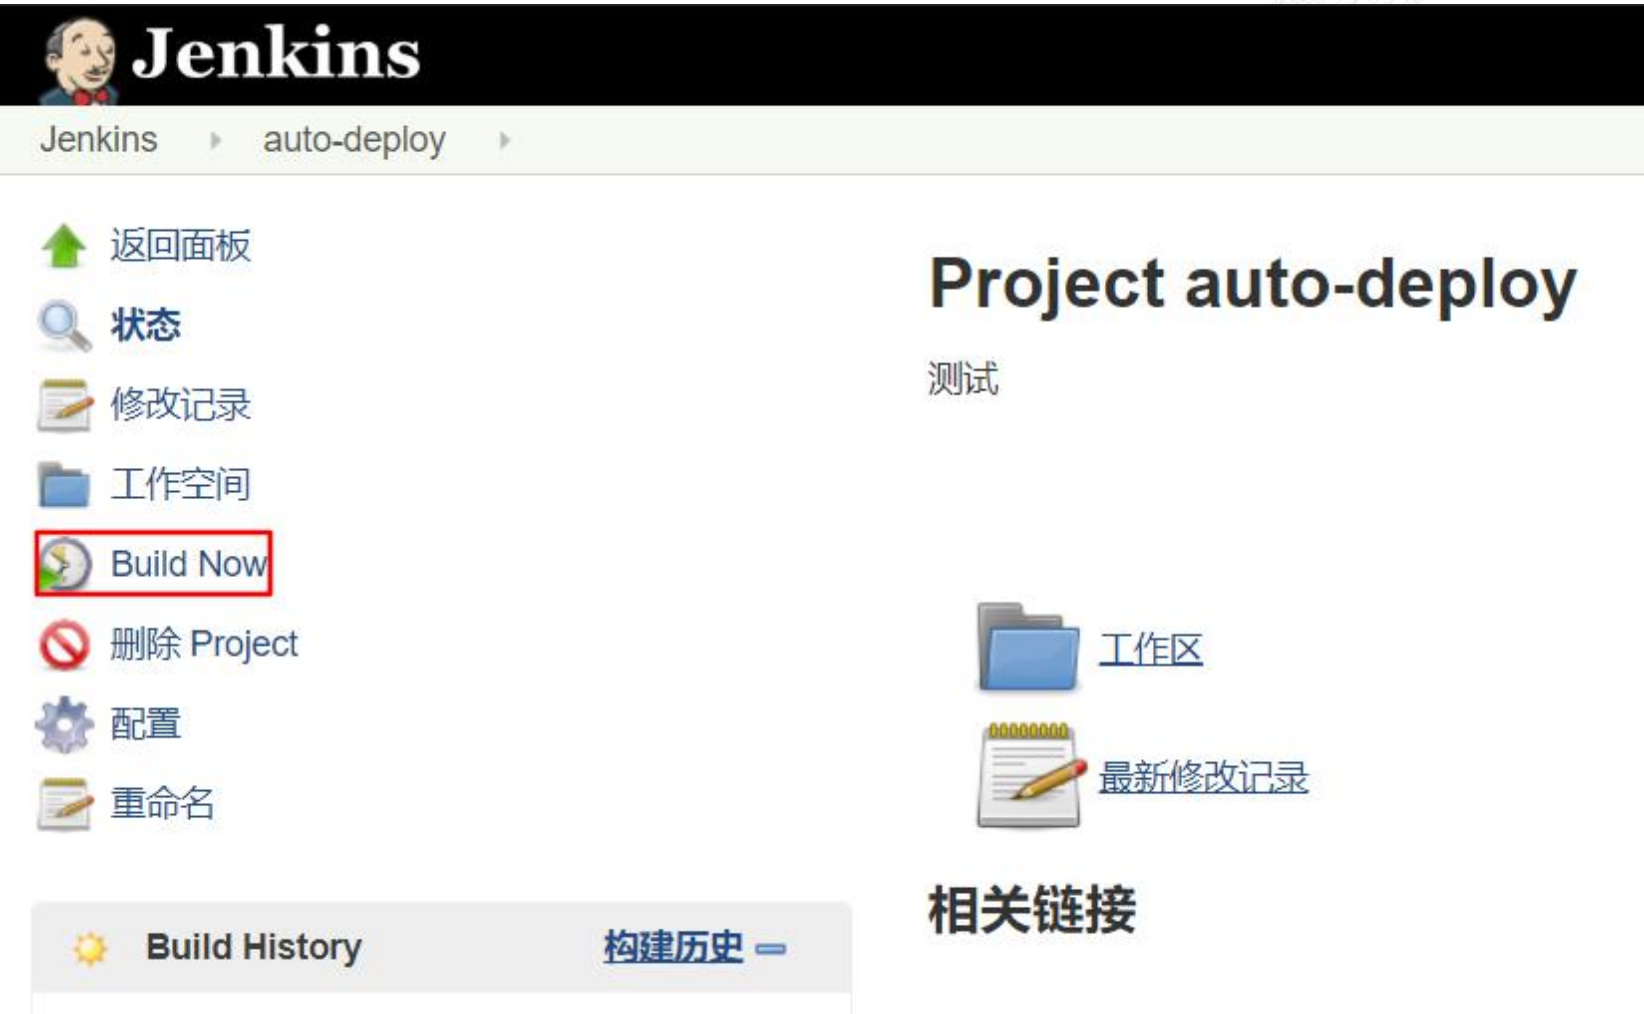 Jenkins
Jenkins auto-deploy
返回面板
状态
修改记录
工作空间
Build Now
删除 Project
配置
重命名
Build History 构建历史
Project auto-deploy
测试
工作区
最新修改记录
相关链接